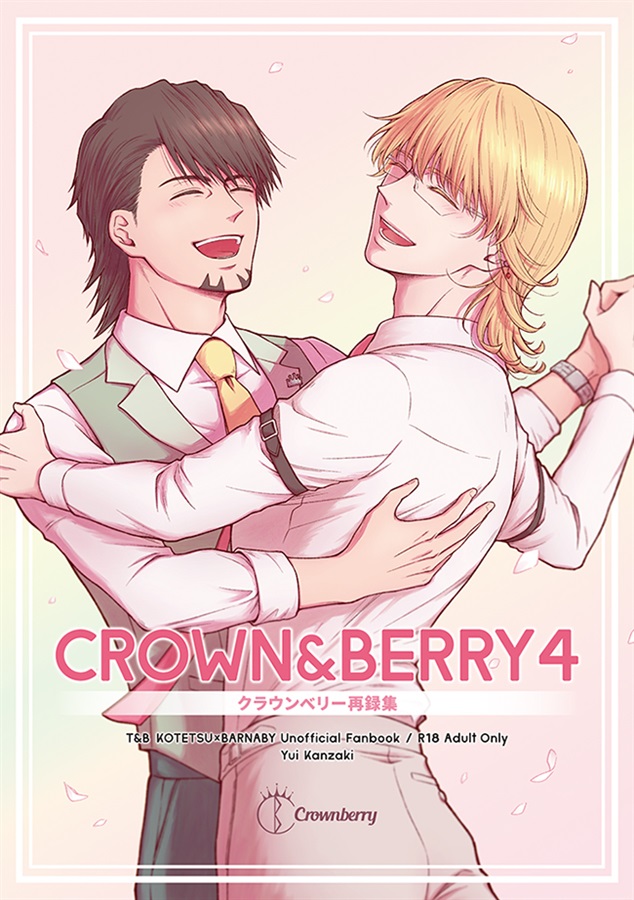 CROWN&BERRY4
クラウンベリー再録集
T&B KOTETSU×BARNABY Unofficial Fanbook / R18 Adult Only
Yui Kanzaki
Crownberry